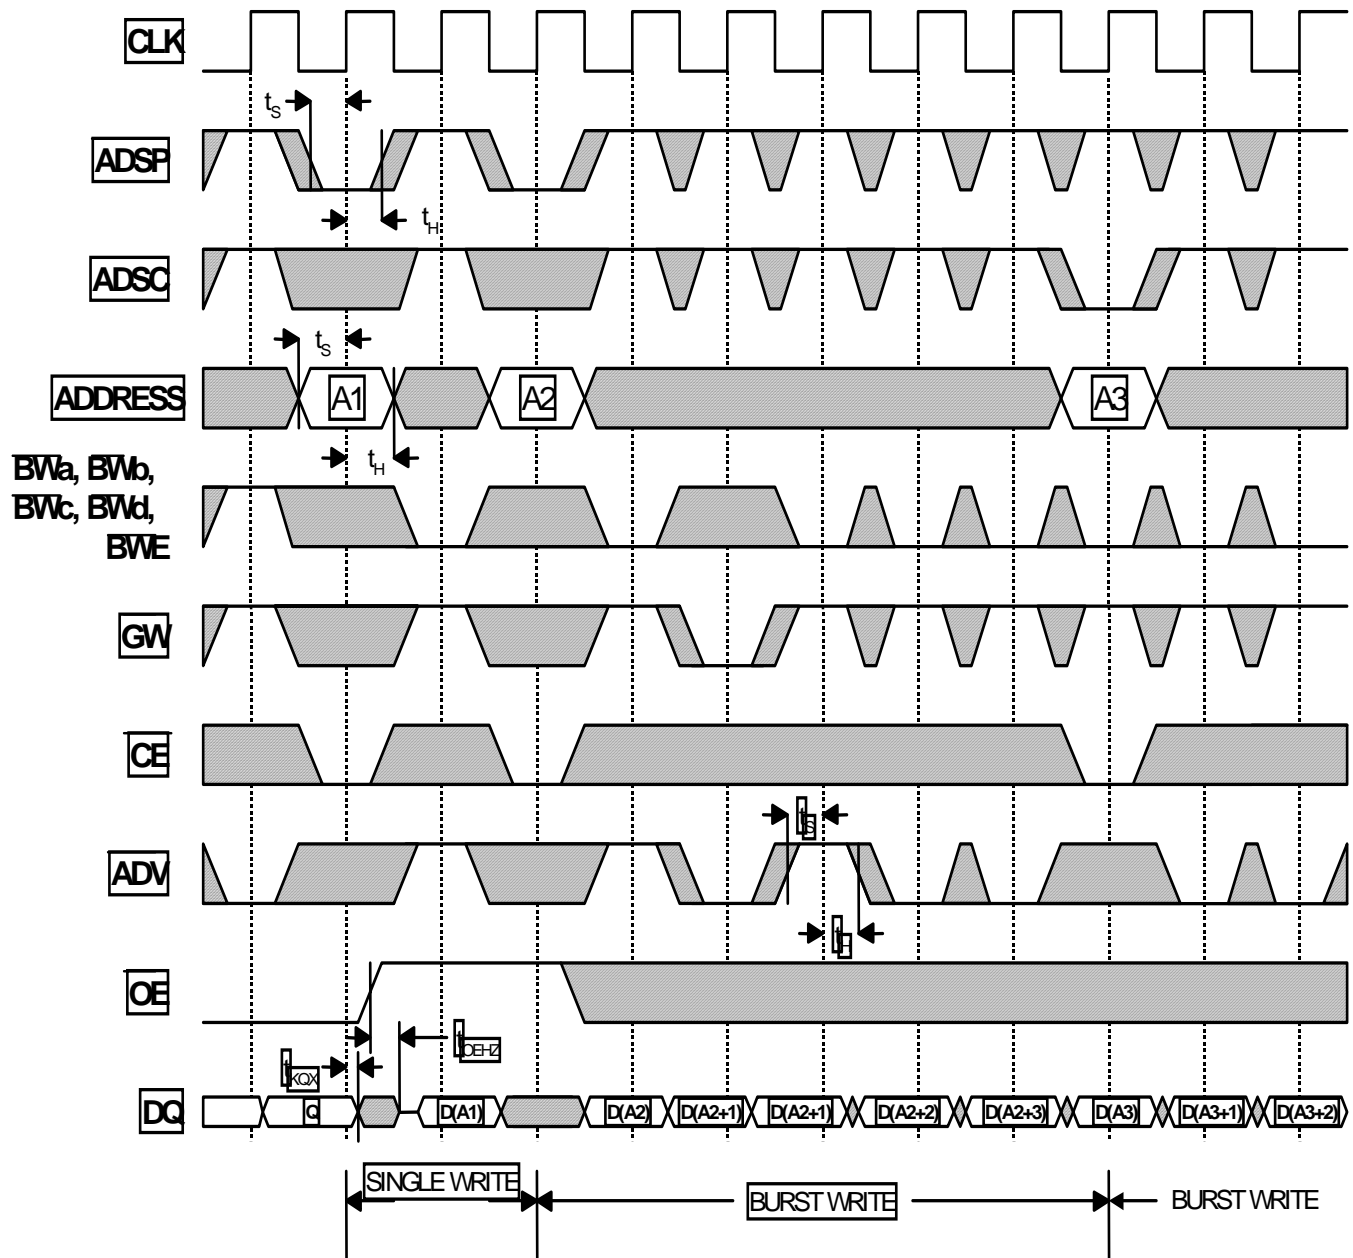 CLK
tS
ADSP
tH
ADSC
tS
ADDRESS A1 A2 A3
tH
BWa, BWb,
BWc, BWd,
BWE
GW
CE
tS
ADV
tH
OE
tOEHZ
tKQX
DQ Q D(A1) D(A2) D(A2+1) D(A2+1) D(A2+2) D(A2+3) D(A3) D(A3+1) D(A3+2)
SINGLE WRITE BURST WRITE BURST WRITE